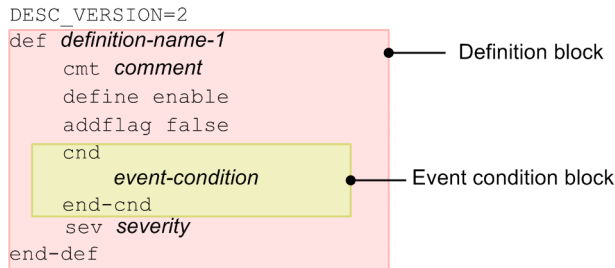 DESC_VERSION=2
def definition-name-1
Definition block
cmt comment
define enable
addflag false
cnd
event-condition
Event condition block
end-cnd
sev severity
end-def